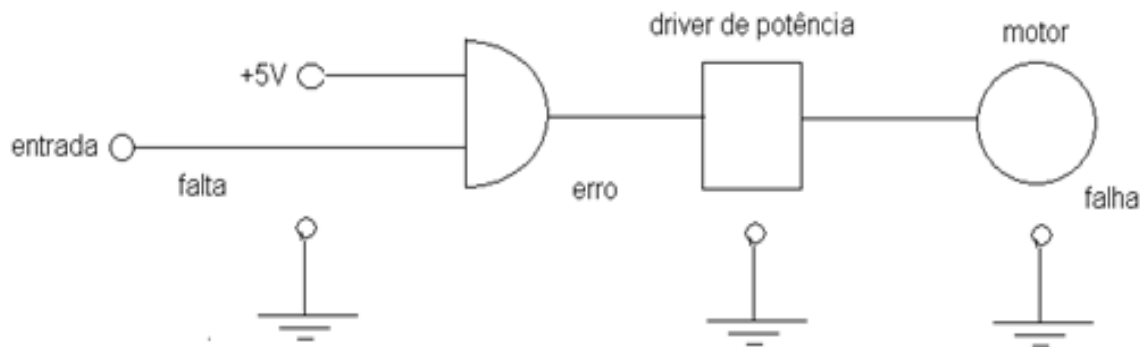 driver de potência
motor
+5V
entrada
falta
erro
falha